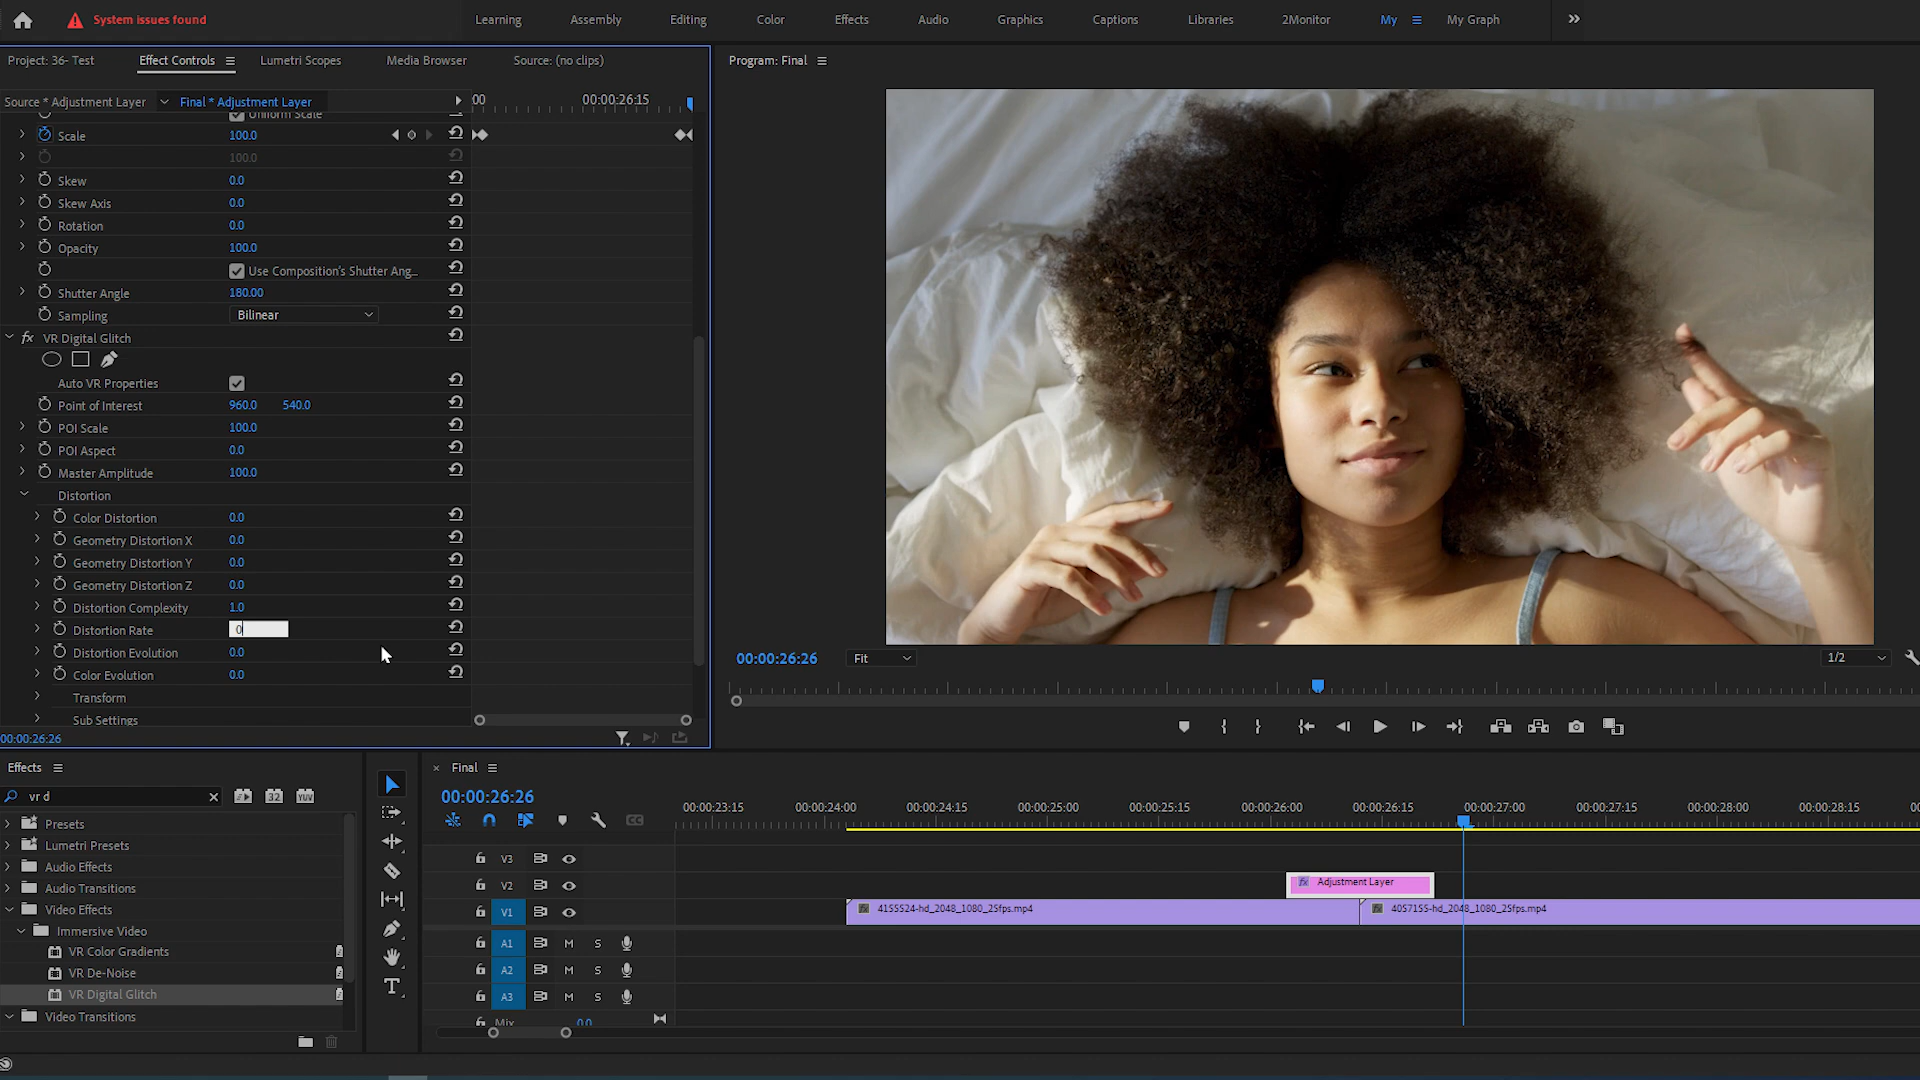 System issues found
Learning
Assembly
Editing
Color
Effects
Audio
Graphics
Captions
Libraries
2Monitor
My
My Graph
Project: 36- Test
Effect Controls
Lumetri Scopes
Media Browser
Source: (no clips)
Program: Final
Source * Adjustment Layer
Final * Adjustment Layer
:00
00:00:26:15
Uniform Scale
Scale 100.0
100.0
Skew 0.0
Skew Axis 0.0
Rotation 0.0
Opacity 100.0
Use Composition's Shutter Ang...
Shutter Angle 180.00
Sampling Bilinear
fx VR Digital Glitch
Auto VR Properties
Point of Interest 960.0 540.0
POI Scale 100.0
POI Aspect 0.0
Master Amplitude 100.0
Distortion
Color Distortion 0.0
Geometry Distortion X 0.0
Geometry Distortion Y 0.0
Geometry Distortion Z 0.0
Distortion Complexity 1.0
Distortion Rate 0
Distortion Evolution 0.0
Color Evolution 0.0
Transform
Sub Settings
00:00:26:26
00:00:26:26
Fit
1/2
Effects
vr d
32
YUV
Presets
Lumetri Presets
Audio Effects
Audio Transitions
Video Effects
Immersive Video
VR Color Gradients
VR De-Noise
VR Digital Glitch
Video Transitions
T
× Final
00:00:26:26
CC
00:00:23:15
00:00:24:00
00:00:24:15
00:00:25:00
00:00:25:15
00:00:26:00
00:00:26:15
00:00:27:00
00:00:27:15
00:00:28:00
00:00:28:15
00
V3
V2
fx Adjustment Layer
V1
fx 4155524-hd_2048_1080_25fps.mp4
fx 4057155-hd_2048_1080_25fps.mp4
A1 M S
A2 M S
A3 M S
Mix 0.0